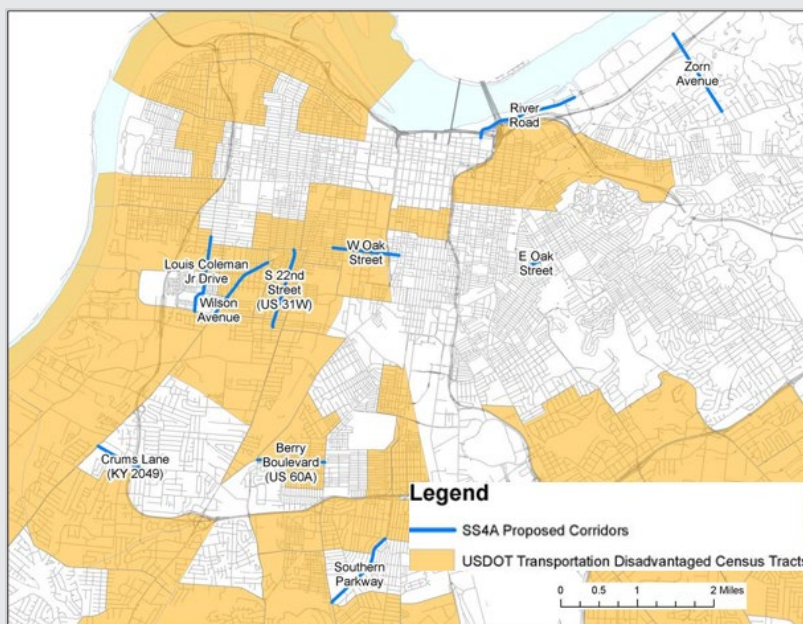 Zorn
Avenue
River
Road
W Oak
Street
E Oak
Street
Louis Coleman
Jr Drive
S 22nd
Street
(US 31W)
Wilson
Avenue
Crums Lane
(KY 2049)
Berry
Boulevard
(US 60A)
Southern
Parkway
Legend
SS4A Proposed Corridors
USDOT Transportation Disadvantaged Census Tracts
0 0.5 1 2 Miles